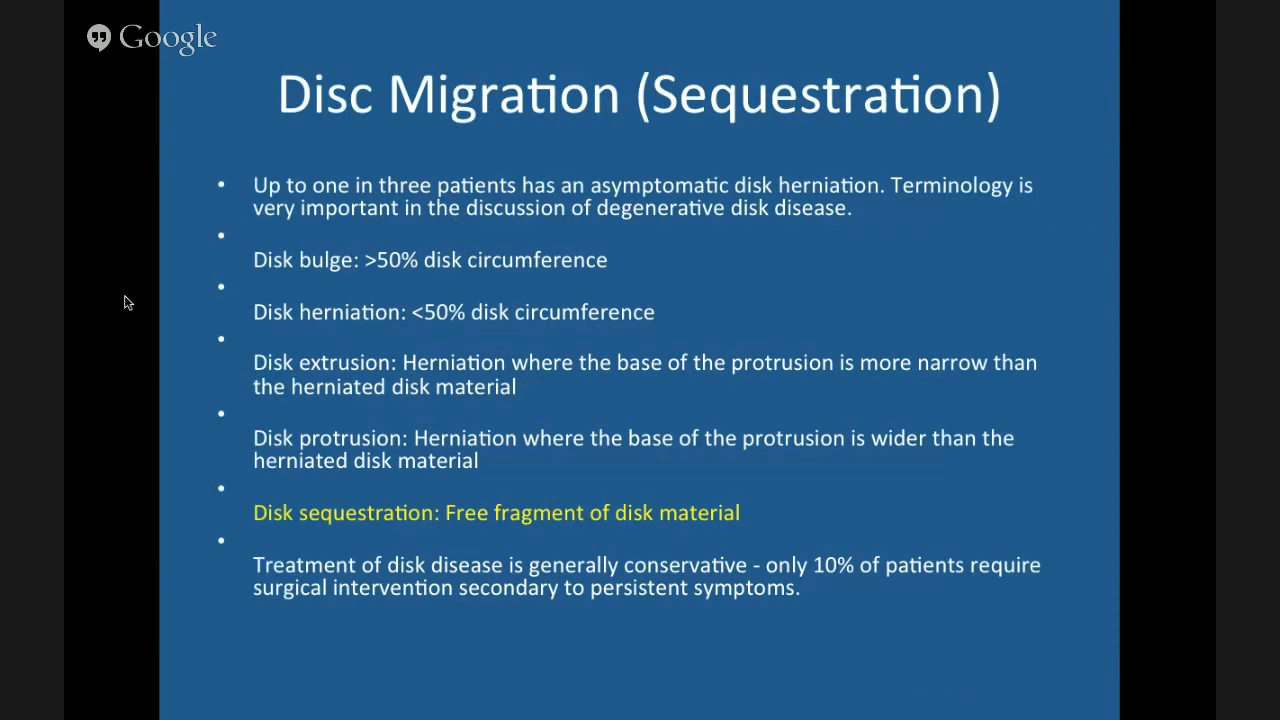 Google
Disc Migration (Sequestration)
• Up to one in three patients has an asymptomatic disk herniation. Terminology is
very important in the discussion of degenerative disk disease.
•
Disk bulge: >50% disk circumference
•
Disk herniation: <50% disk circumference
•
Disk extrusion: Herniation where the base of the protrusion is more narrow than
the herniated disk material
•
Disk protrusion: Herniation where the base of the protrusion is wider than the
herniated disk material
•
Disk sequestration: Free fragment of disk material
•
Treatment of disk disease is generally conservative - only 10% of patients require
surgical intervention secondary to persistent symptoms.